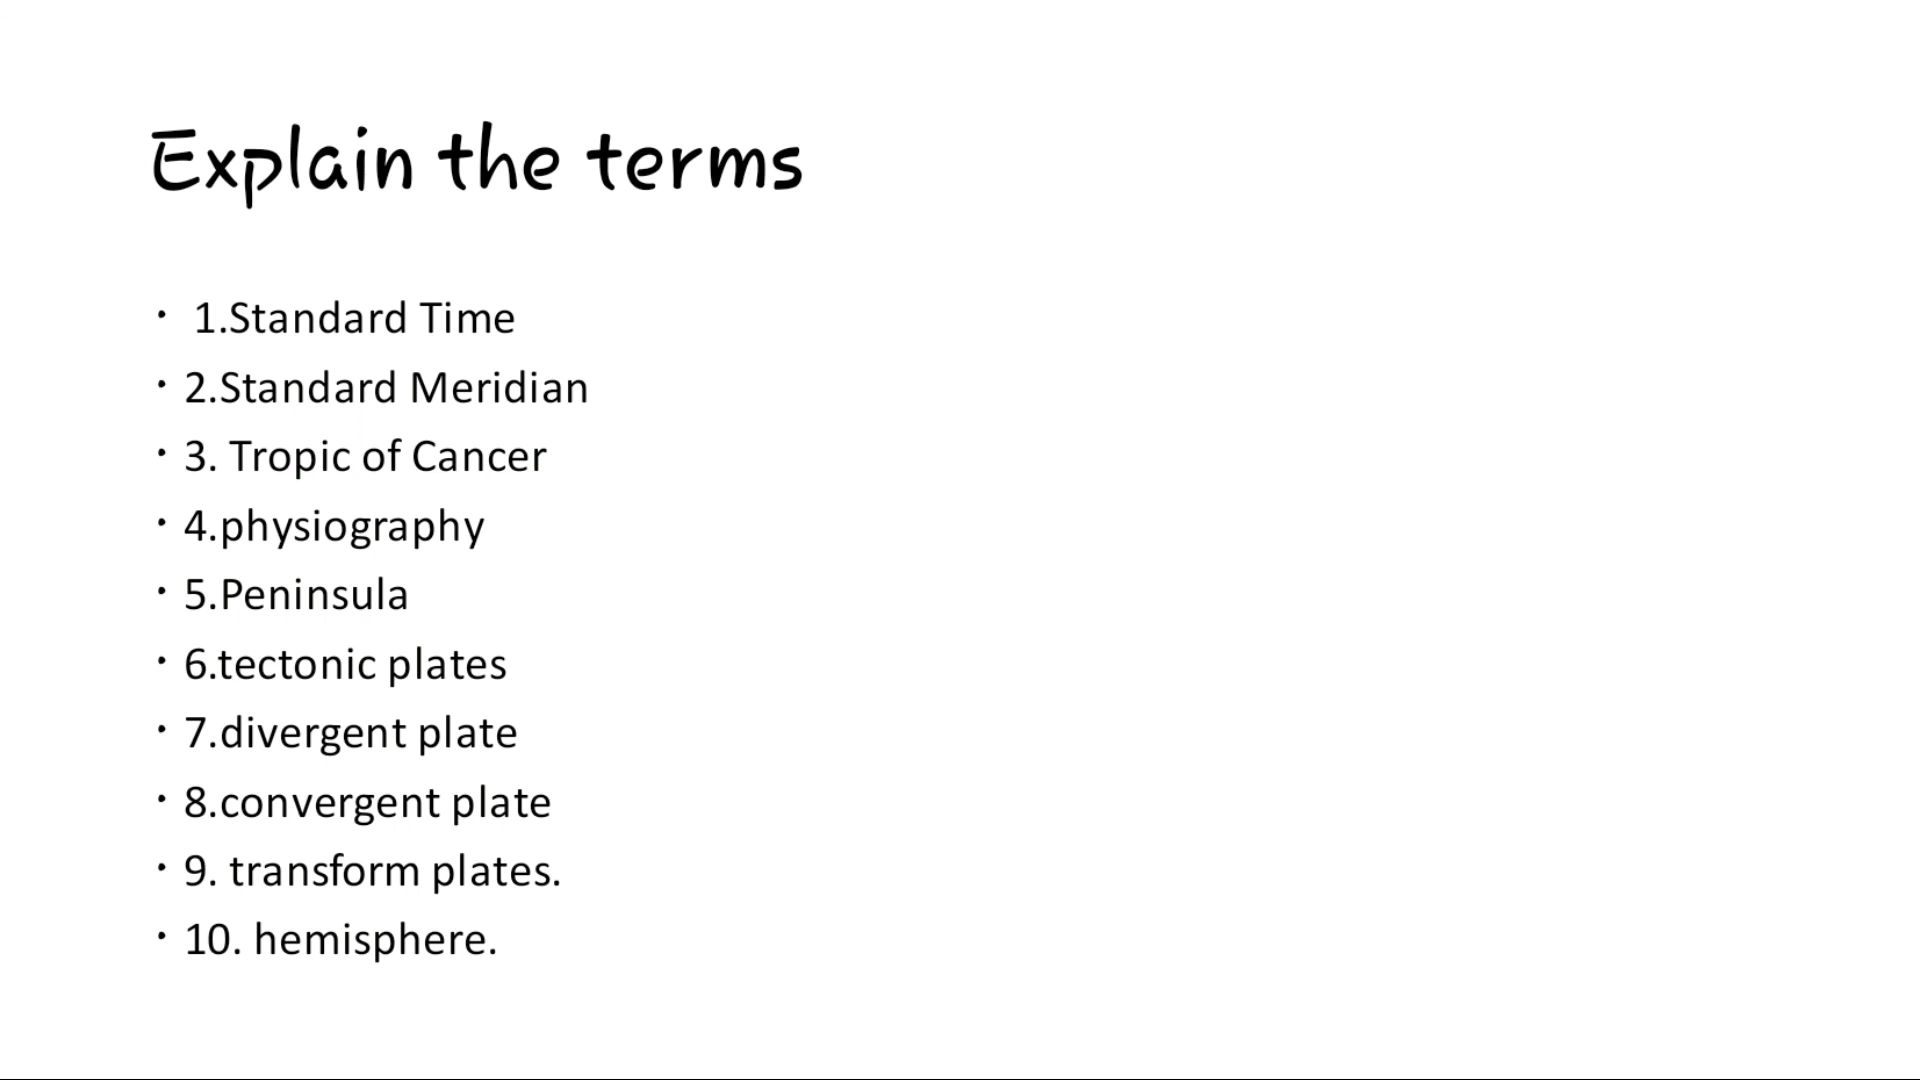 Explain the terms
• 1.Standard Time
• 2.Standard Meridian
• 3. Tropic of Cancer
• 4.physiography
• 5.Peninsula
• 6.tectonic plates
• 7.divergent plate
• 8.convergent plate
• 9. transform plates.
• 10. hemisphere.